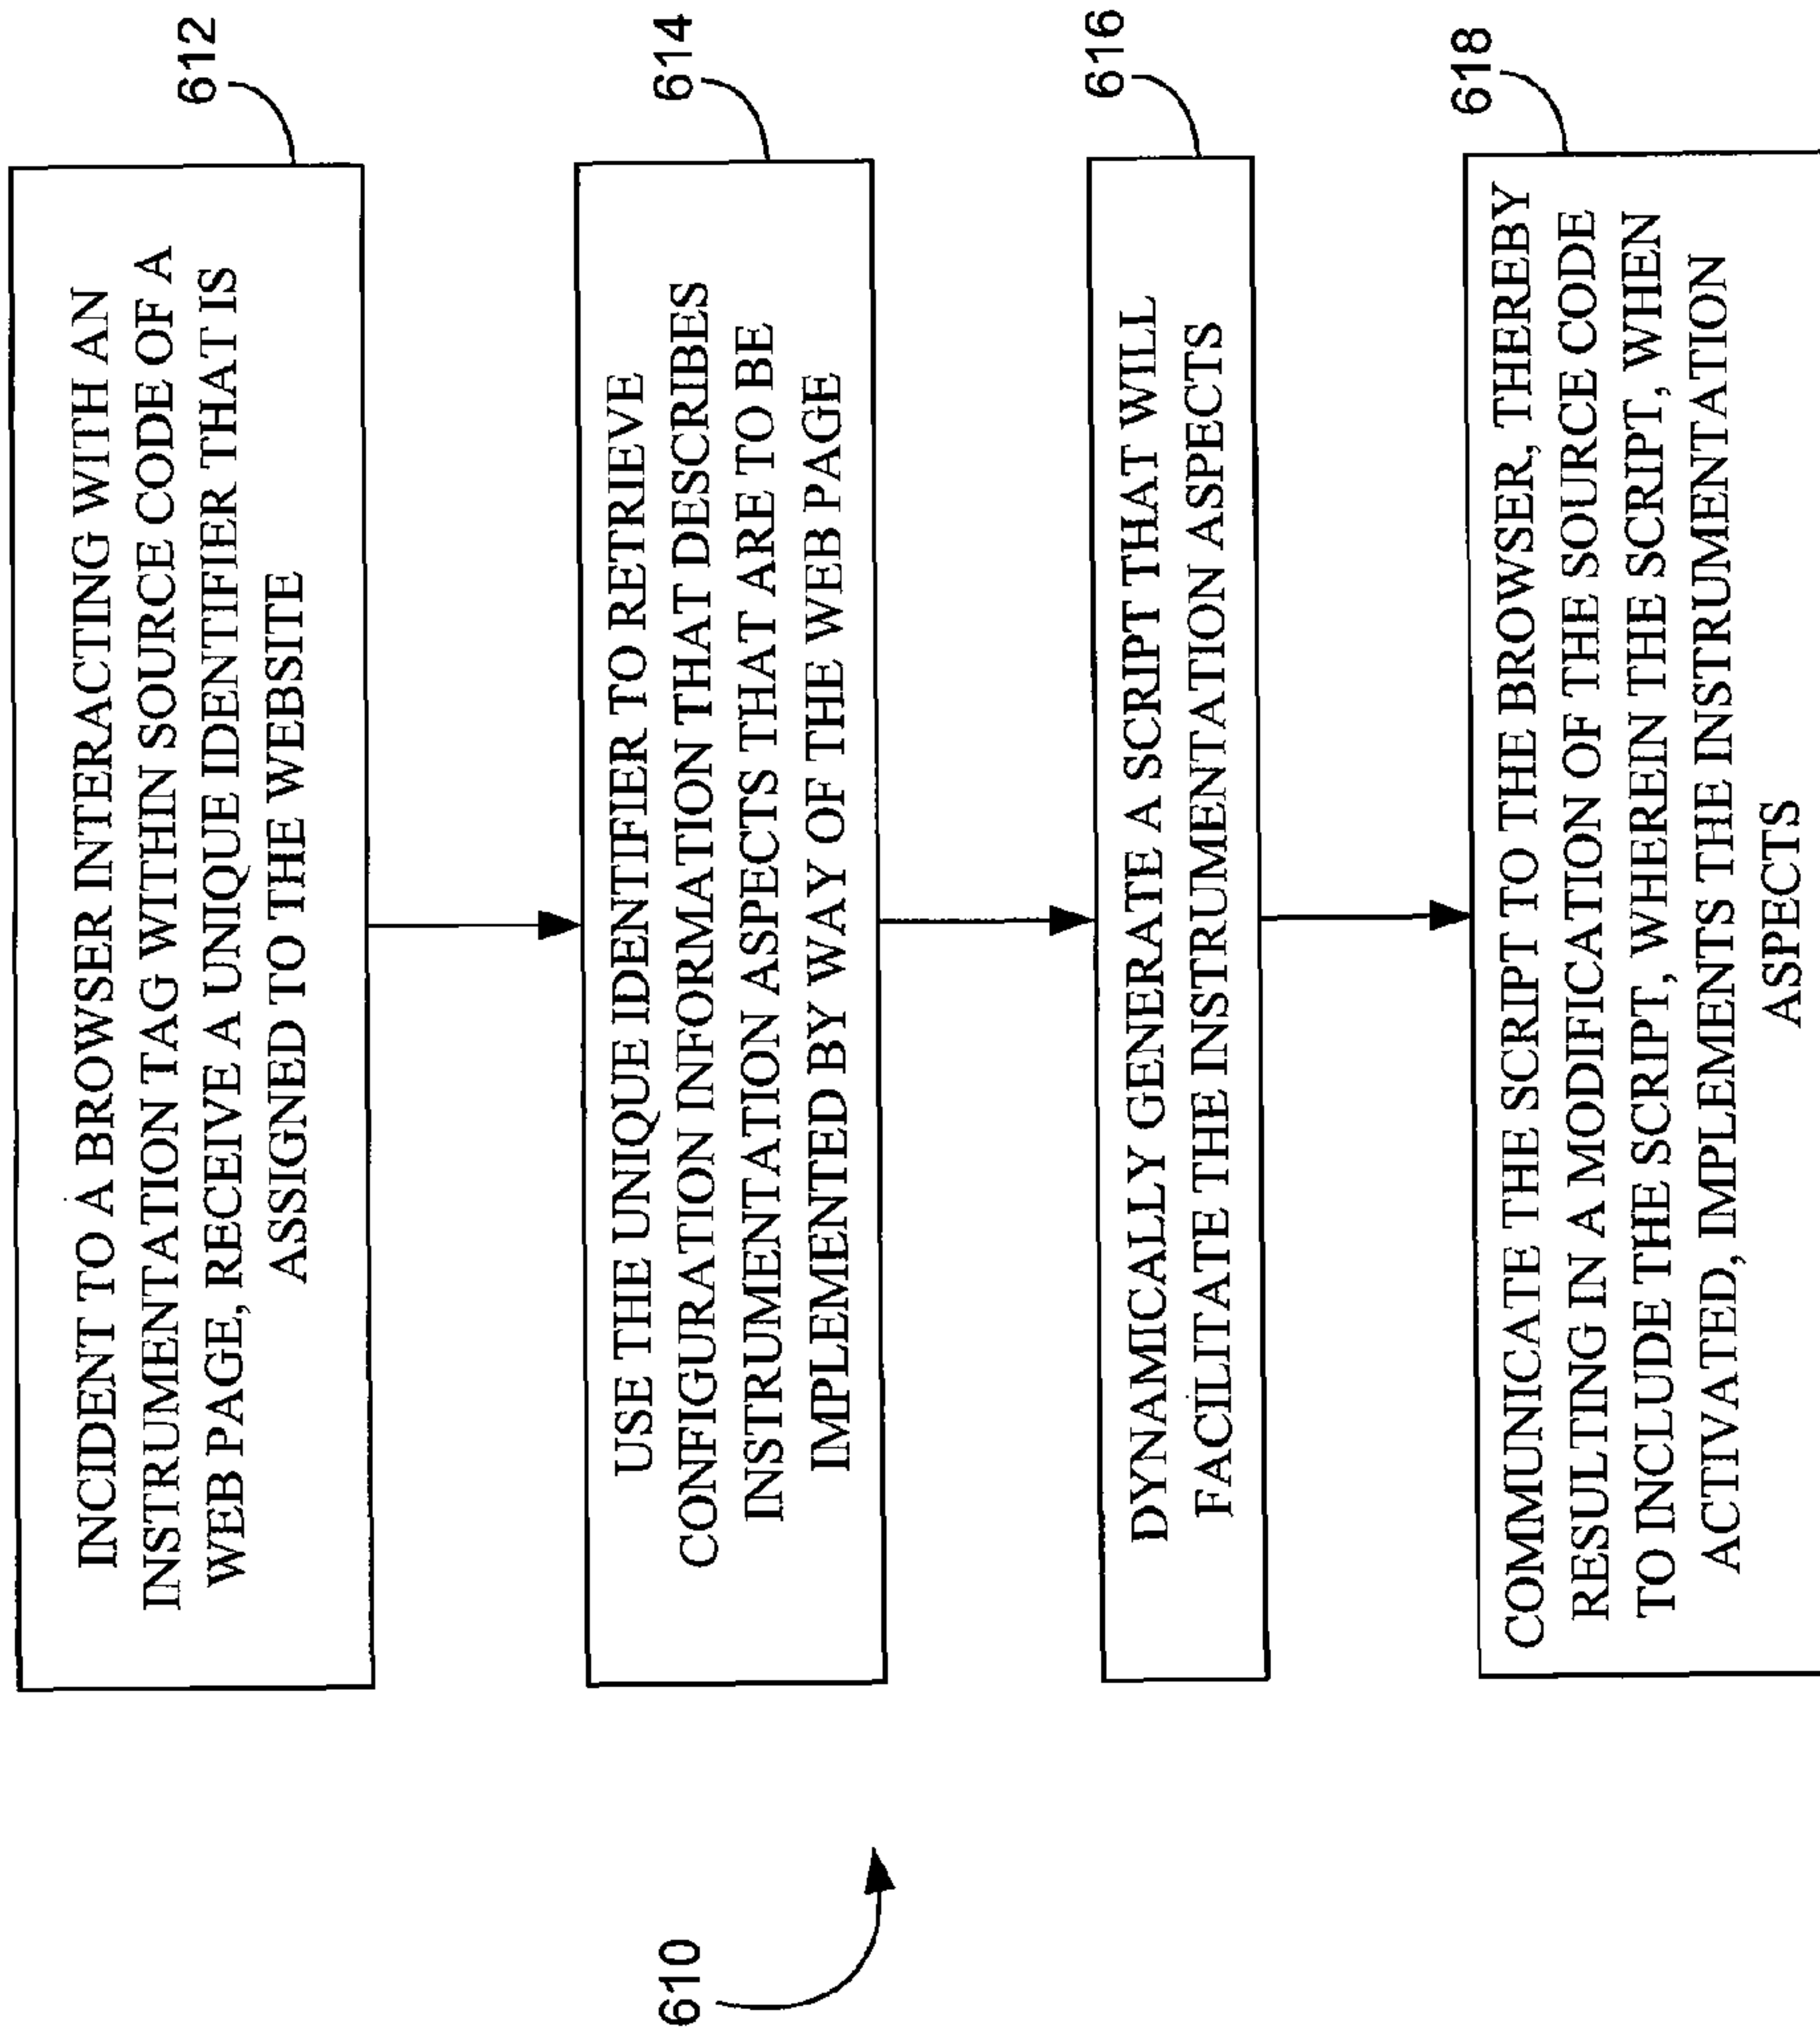 610
612
INCIDENT TO A BROWSER INTERACTING WITH AN
INSTRUMENTATION TAG WITHIN SOURCE CODE OF A
WEB PAGE, RECEIVE A UNIQUE IDENTIFIER THAT IS
ASSIGNED TO THE WEBSITE
614
USE THE UNIQUE IDENTIFIER TO RETRIEVE
CONFIGURATION INFORMATION THAT DESCRIBES
INSTRUMENTATION ASPECTS THAT ARE TO BE
IMPLEMENTED BY WAY OF THE WEB PAGE
616
DYNAMICALLY GENERATE A SCRIPT THAT WILL
FACILITATE THE INSTRUMENTATION ASPECTS
618
COMMUNICATE THE SCRIPT TO THE BROWSER, THEREBY
RESULTING IN A MODIFICATION OF THE SOURCE CODE
TO INCLUDE THE SCRIPT, WHEREIN THE SCRIPT, WHEN
ACTIVATED, IMPLEMENTS THE INSTRUMENTATION
ASPECTS